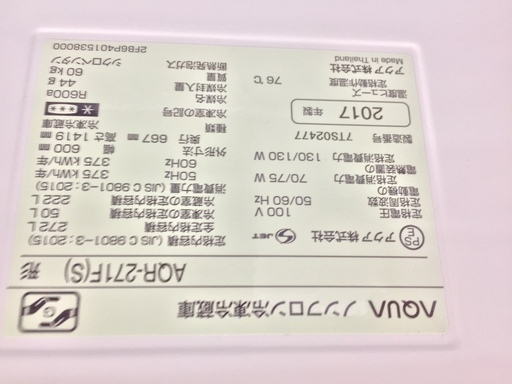 AQUA ノンフロン冷凍冷蔵庫
G
AQR-271F(S) 形
PS E アクア株式会社 JET
定格電圧 100 V
定格周波数 50/60 Hz
電動機の
定格消費電力 70/75 W
電熱装置の
定格消費電力 130/130 W
製造番号 7TS02477
2017 年製
温度ヒューズ
定格動作温度 76 ℃
アクア株式会社
Made in Thailand
定格内容積 (JIS C 9801-3: 2015)
全定格内容積 272 L
冷凍室の定格内容積 50 L
冷蔵室の定格内容積 222 L
消費電力量 (JIS C 9801-3: 2015)
50Hz 375 kWh/年
60Hz 375 kWh/年
外形寸法 幅 600 mm
奥行 667 mm 高さ 1419 mm
種類 冷凍冷蔵庫
冷凍室の記号
冷媒名 R600a
冷媒封入量 44 g
質量 60 kg
断熱発泡ガス シクロペンタン
2FB6P401538000